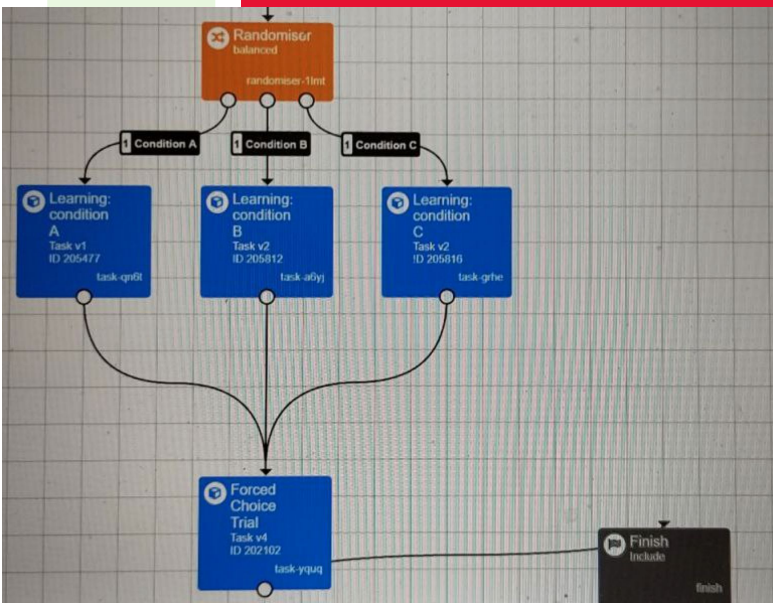 Randomiser
balanced
randomiser-1lmt
1 Condition A
1 Condition B
1 Condition C
Learning:
condition
A
Task v1
ID 205477
task-qn6t
Learning:
condition
B
Task v2
ID 205812
task-a6yj
Learning:
condition
C
Task v2
ID 205816
task-grhe
Forced
Choice
Trial
Task v4
ID 202102
task-yquq
Finish
Include
finish